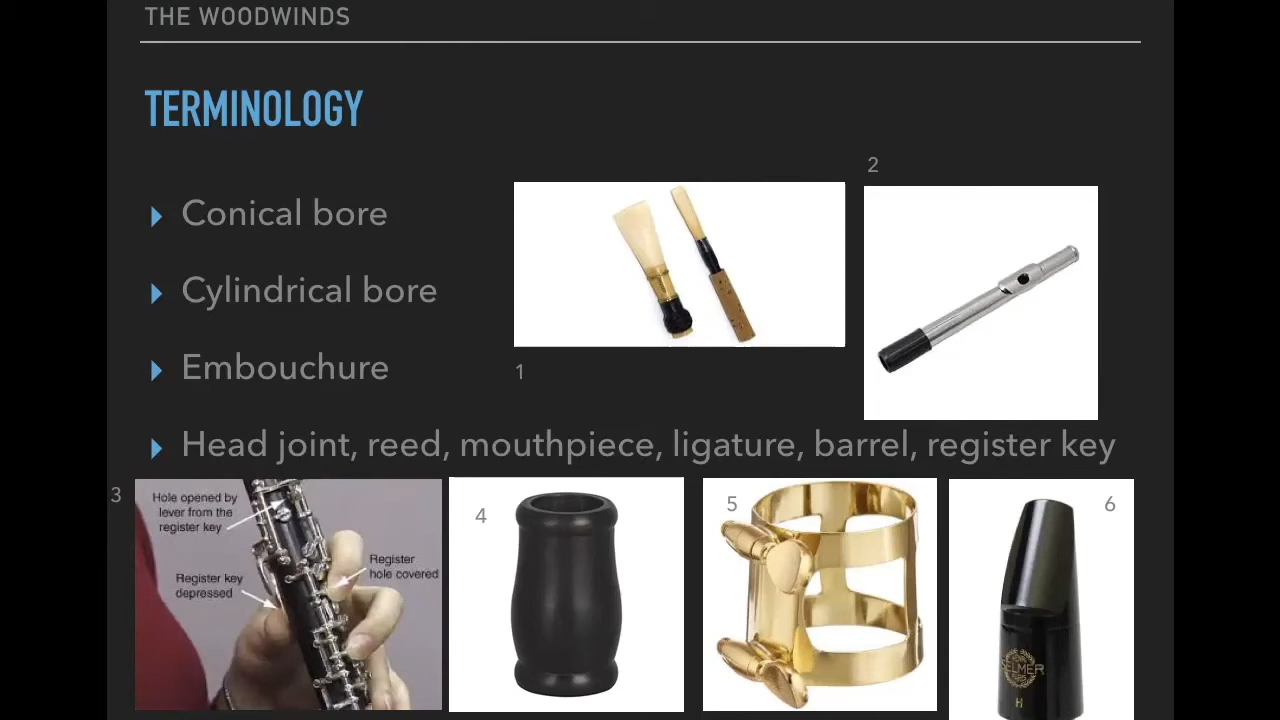 THE WOODWINDS
TERMINOLOGY
2
Conical bore
Cylindrical bore
Embouchure
1
Head joint, reed, mouthpiece, ligature, barrel, register key
3
Hole opened by
lever from the
register key
Register
hole covered
Register key
depressed
4
5
6
SELMER
H